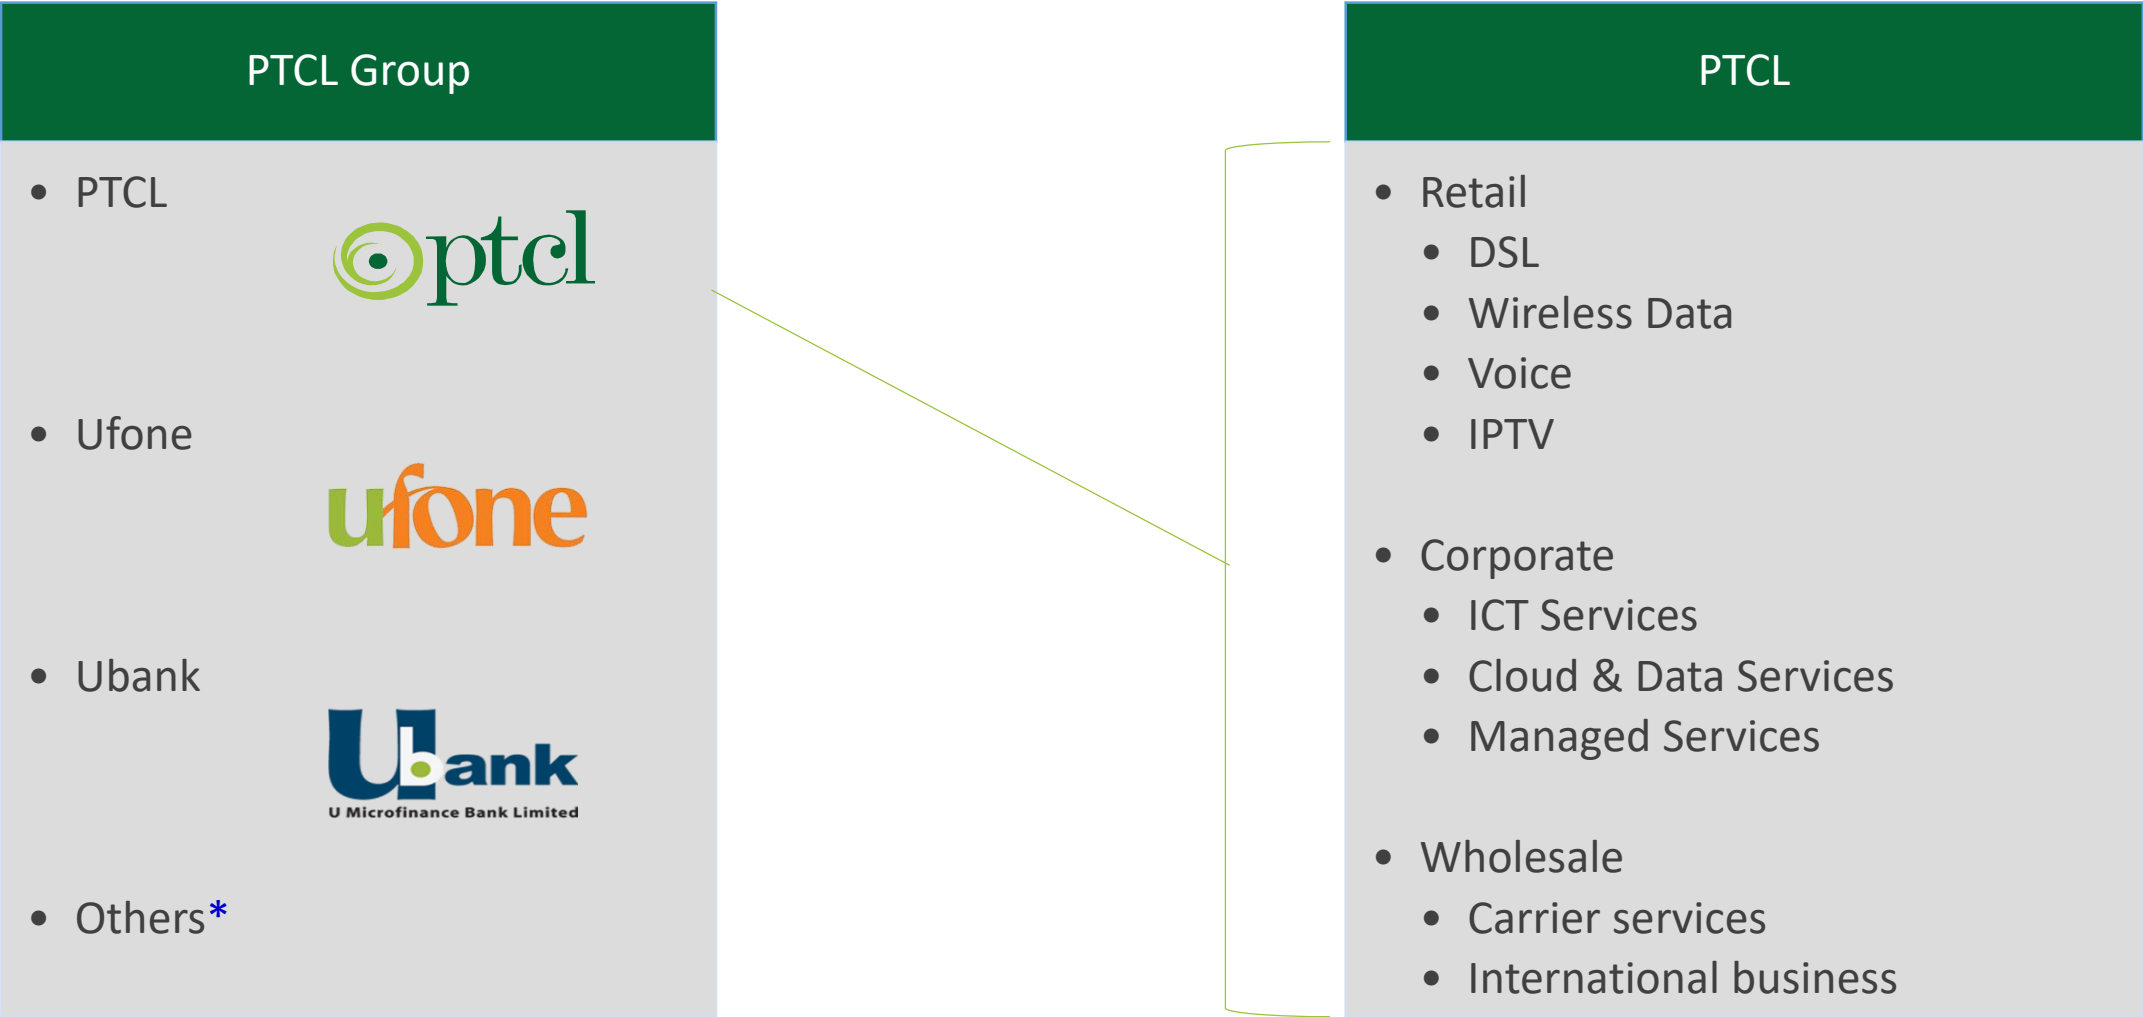 PTCL Group
• PTCL
ptcl
• Ufone
ufone
• Ubank
Ubank
U Microfinance Bank Limited
• Others*
PTCL
• Retail
• DSL
• Wireless Data
• Voice
• IPTV
• Corporate
• ICT Services
• Cloud & Data Services
• Managed Services
• Wholesale
• Carrier services
• International business